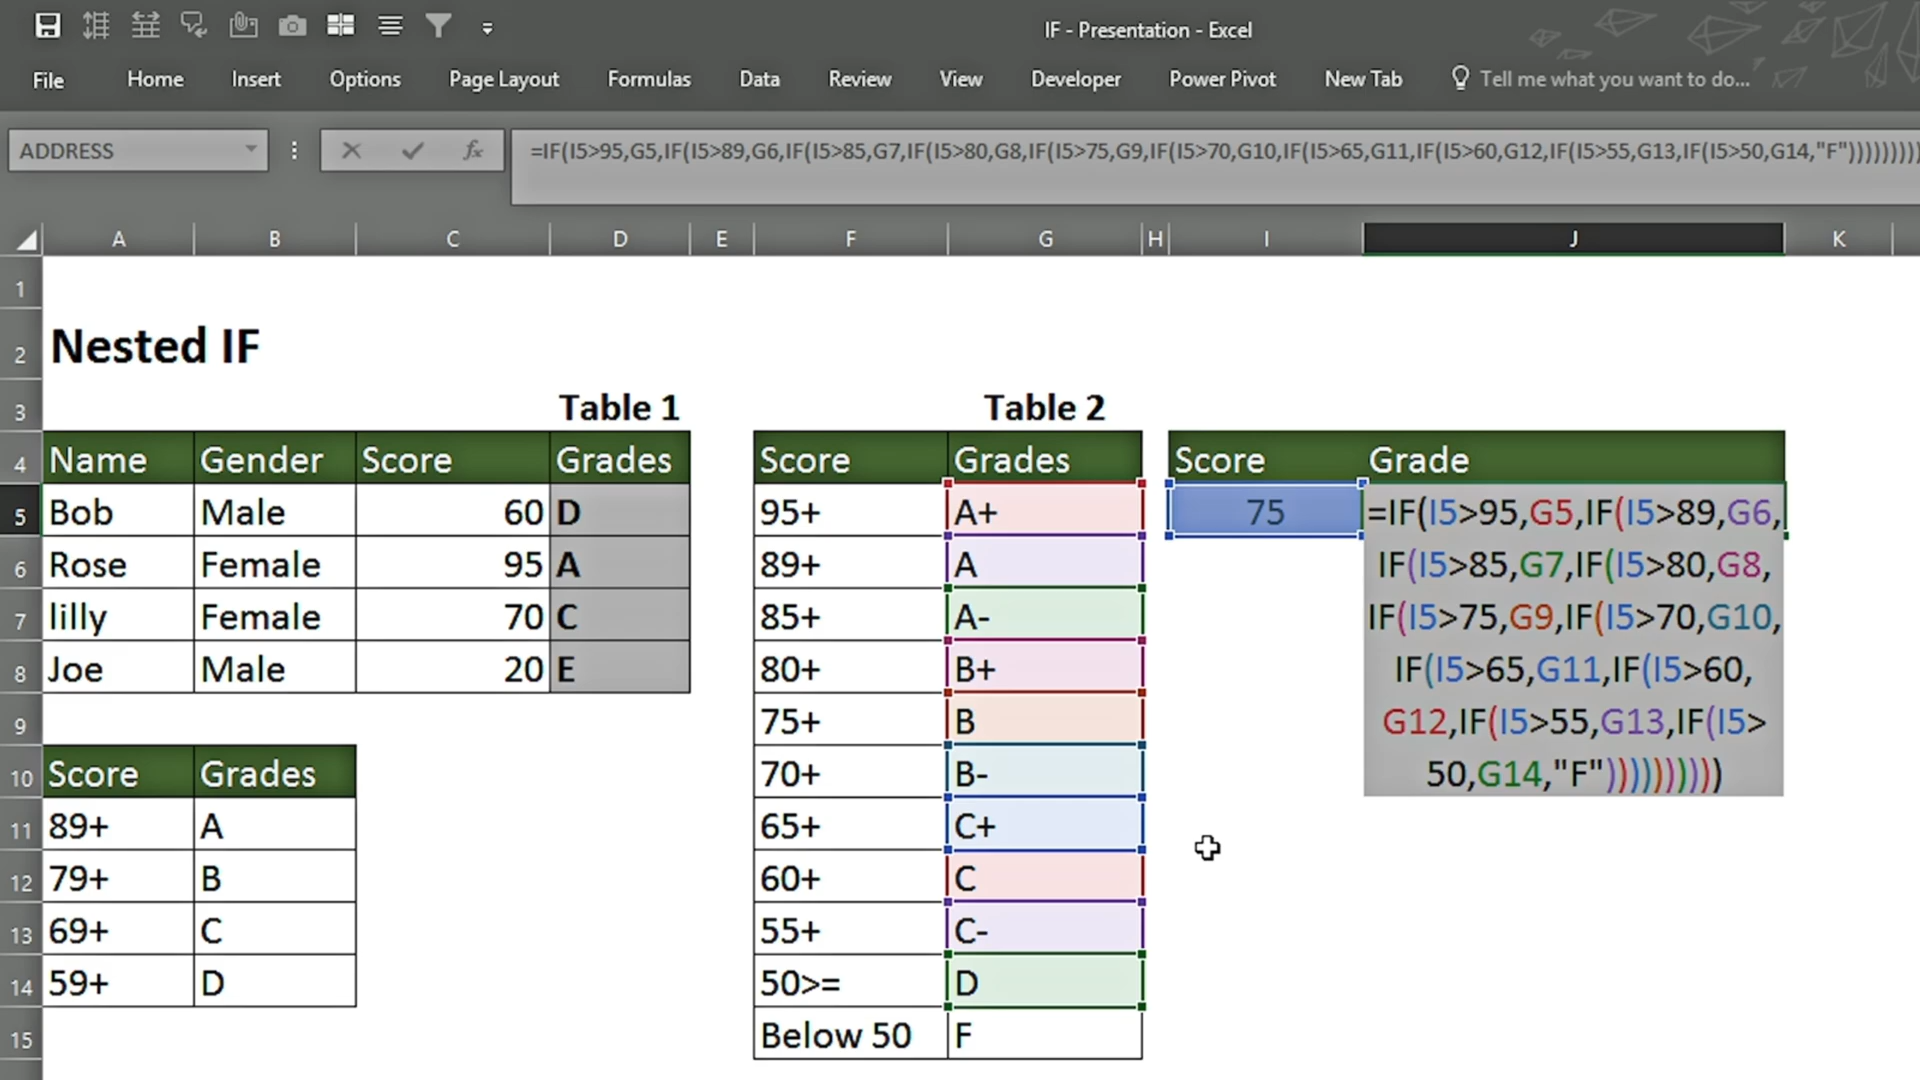 IF - Presentation - Excel
File Home Insert Options Page Layout Formulas Data Review View Developer Power Pivot New Tab Tell me what you want to do...
ADDRESS fx =IF(I5>95,G5,IF(I5>89,G6,IF(I5>85,G7,IF(I5>80,G8,IF(I5>75,G9,IF(I5>70,G10,IF(I5>65,G11,IF(I5>60,G12,IF(I5>55,G13,IF(I5>50,G14,"F"))))))))))
A B C D E F G H I J K
1
2 Nested IF
3 Table 1 Table 2
4 Name Gender Score Grades Score Grades Score Grade
5 Bob Male 60 D 95+ A+ 75 =IF(I5>95,G5,IF(I5>89,G6,
6 Rose Female 95 A 89+ A IF(I5>85,G7,IF(I5>80,G8,
7 lilly Female 70 C 85+ A- IF(I5>75,G9,IF(I5>70,G10,
8 Joe Male 20 E 80+ B+ IF(I5>65,G11,IF(I5>60,
9 75+ B G12,IF(I5>55,G13,IF(I5>
10 Score Grades 70+ B- 50,G14,"F"))))))))))
11 89+ A 65+ C+
12 79+ B 60+ C
13 69+ C 55+ C-
14 59+ D 50>= D
15 Below 50 F